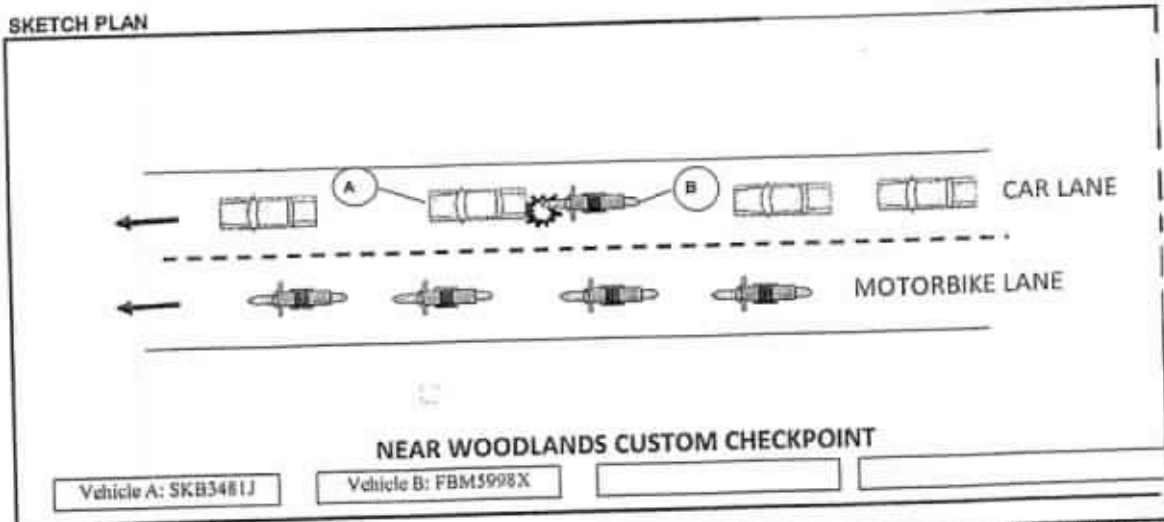 SKETCH PLAN
A
B
CAR LANE
MOTORBIKE LANE
NEAR WOODLANDS CUSTOM CHECKPOINT
Vehicle A: SKB3481J
Vehicle B: FBM5998X